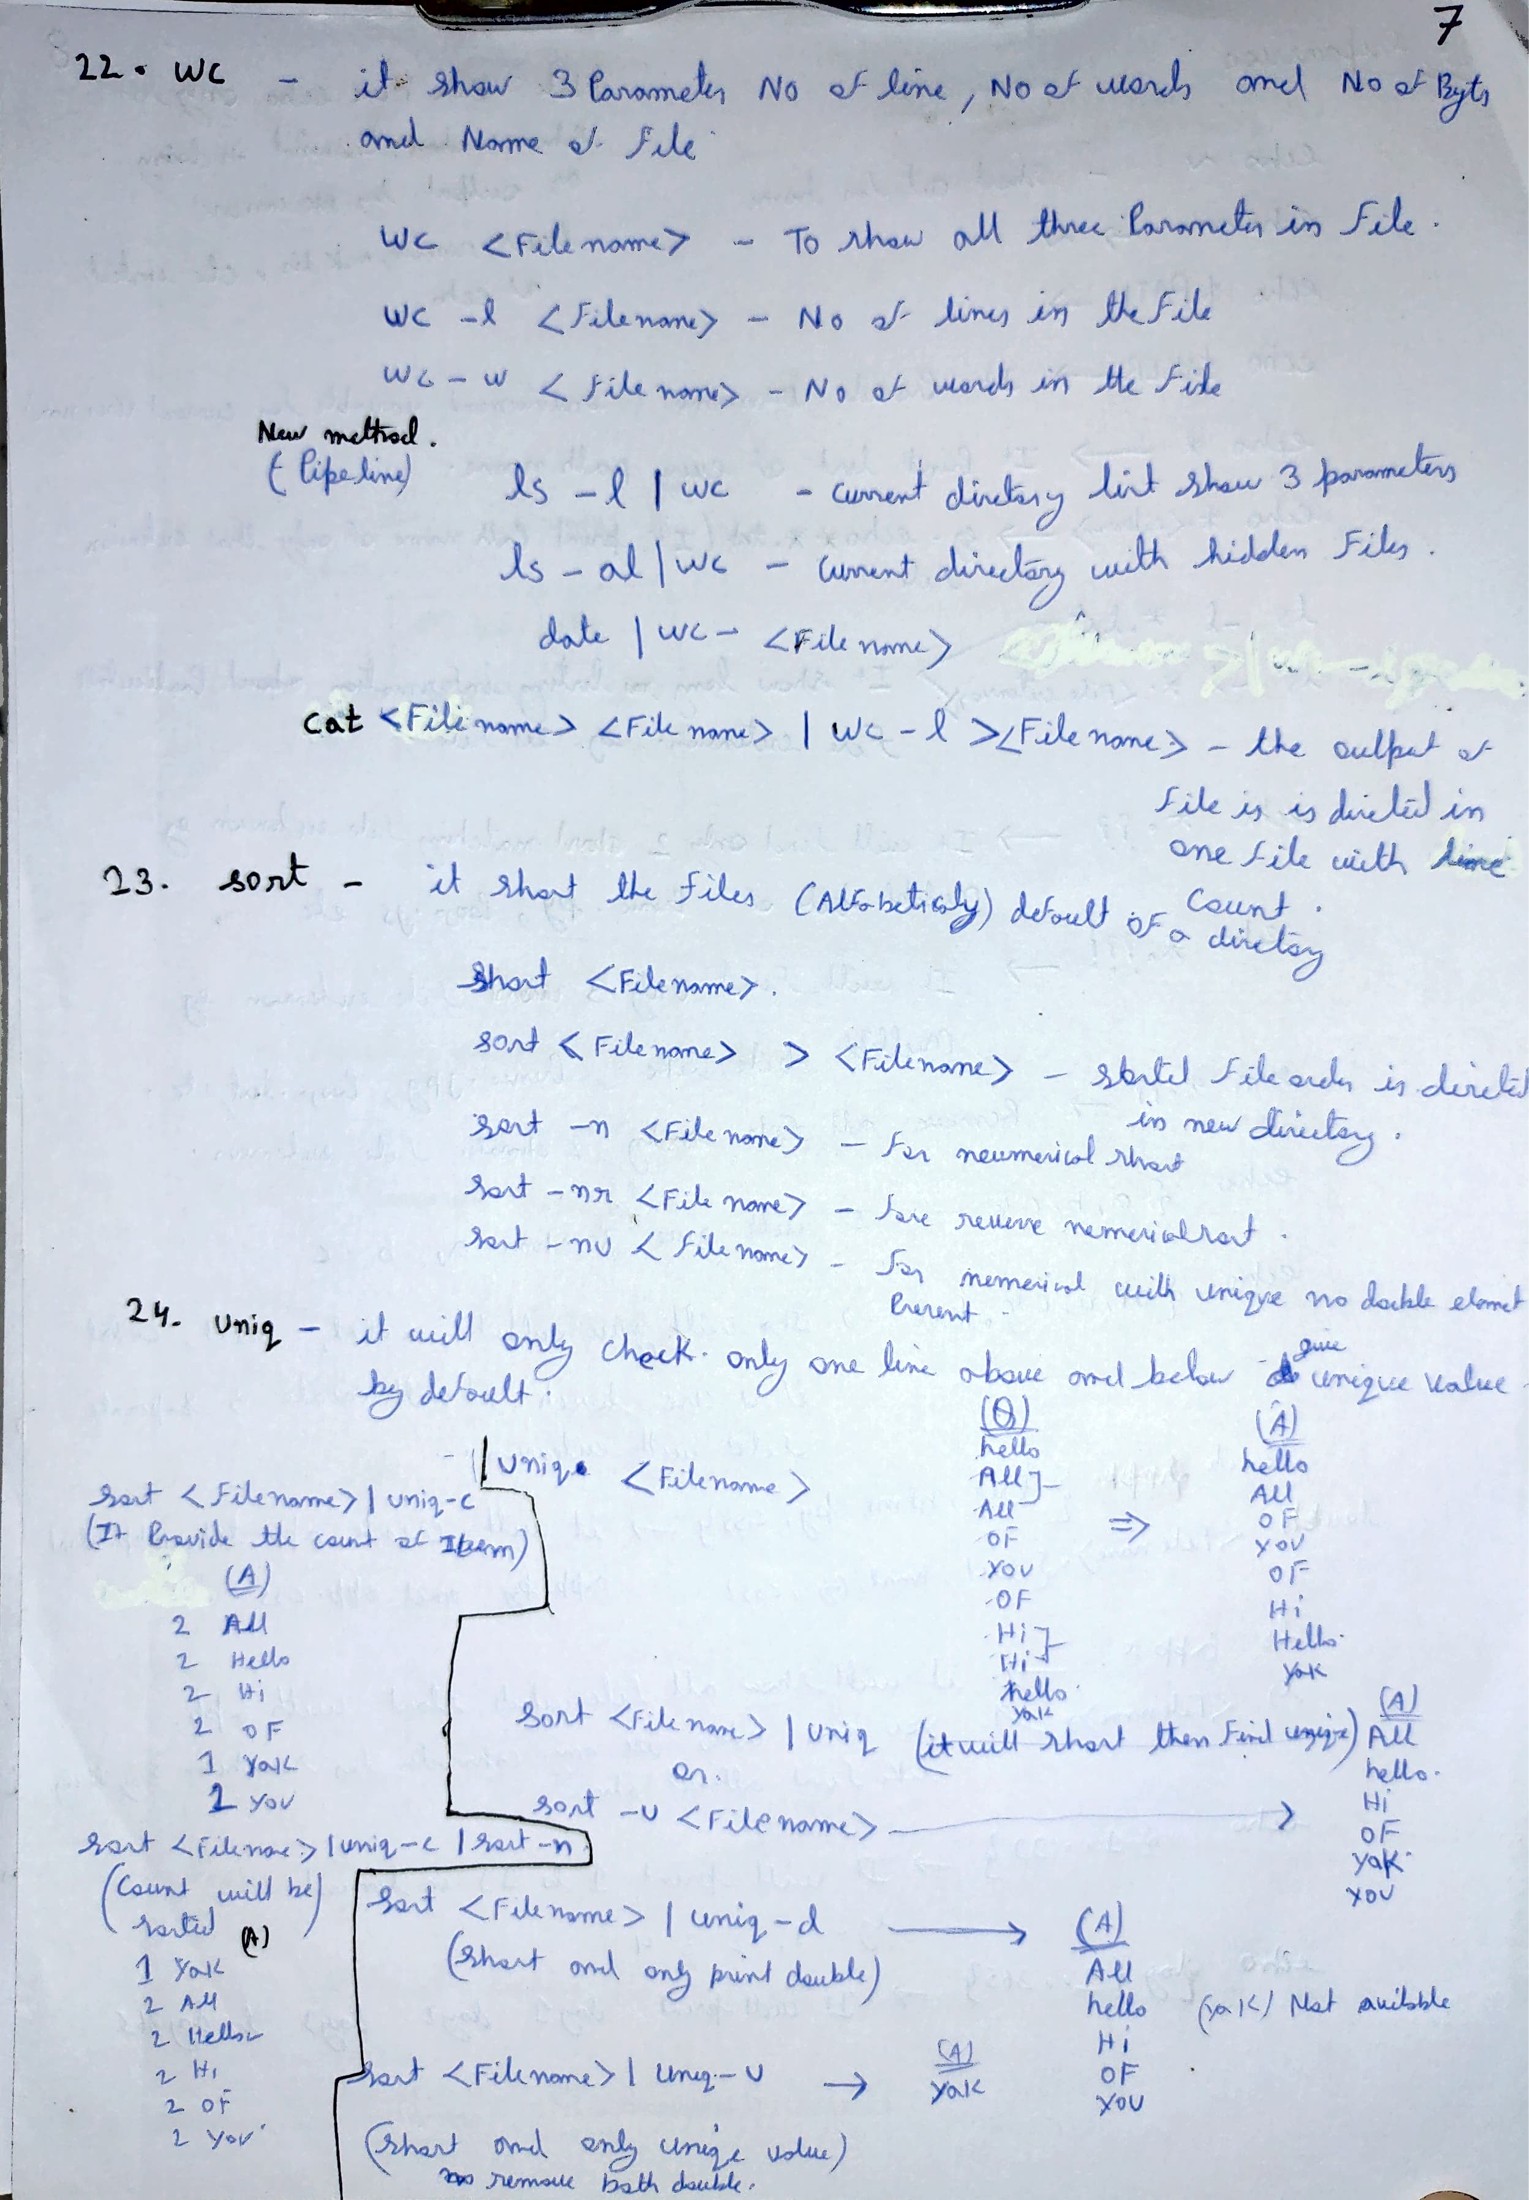 7
22. WC - it show 3 Parameters No of line, No of words and No of Byts
and Name of File
WC <Filename> - To show all three Parameter in File.
WC -l <Filename> - No of lines in the File
WC -w <File name> - No of words in the File
New method.
(Pipeline)
ls -l | WC - current diretory list show 3 parameters
ls -al | WC - current directory with hidden Files.
date | WC - <File name>
cat <File name> <File name> | WC -l ><File name> - the output of
File is is directed in
one File with line
Count.
23. sort - it short the files (Alfabeticaly) default of a diretory
short <Filename>.
sort <File name> > <Filename> - started File order is directed
in new directory.
sort -n <File name> - For neumerical short
sort -nr <File name> - Fore reverse nemerical sort.
sort -nu < File name> - For nemerical with unique no double elemet
Present.
24. Uniq - it will only check. only one line above and below give unique value.
by default.
| Uniq. <Filename>
(Q)
hello
All
All
OF
YOU
OF
Hi
Hi
hello
Yak
=>
(A)
hello
All
OF
YOU
OF
Hi
Hello
Yak
sort <Filename> | uniq-c
(It Provide the count of Item)
(A)
2 All
2 Hello
2 Hi
2 OF
1 Yak
1 YOU
sort <File name> | Uniq (it will short then Find unique)
or.
sort -U <File name> →
(A)
All
hello.
Hi
OF
Yak
YOU
sort <Filename> | uniq-c | sort-n
(Count will be
sorted)
(A)
1 Yak
2 All
2 Hello
2 Hi
2 OF
2 YOU
Sort <File name> | uniq -d →
(short and only print double)
(A)
All
hello (Yak) Not availble
Hi
OF
YOU
short <File name> | Uniq-U →
(A)
Yak
(short and only unique value)
remove both double.